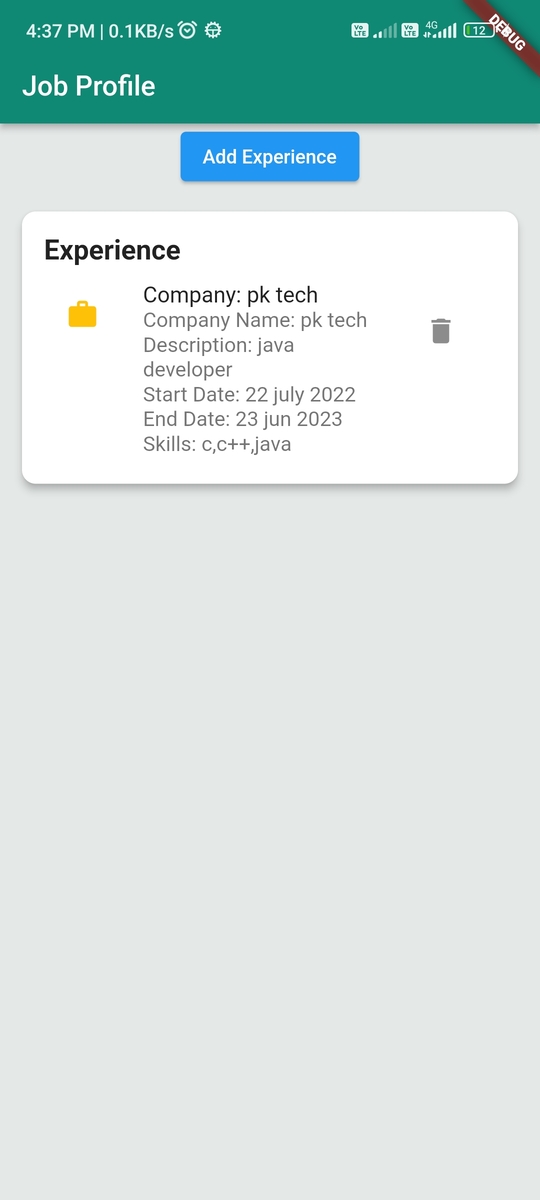 4:37 PM | 0.1KB/s
Vo LTE
Vo LTE
4G
12
DEBUG
Job Profile
Add Experience
Experience
Company: pk tech
Company Name: pk tech
Description: java
developer
Start Date: 22 july 2022
End Date: 23 jun 2023
Skills: c,c++,java